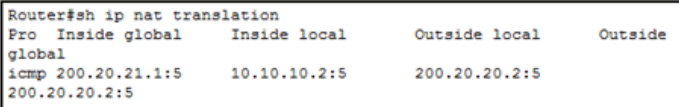 Router#sh ip nat translation
Pro  Inside global      Inside local       Outside local      Outside
global
icmp 200.20.21.1:5      10.10.10.2:5       200.20.20.2:5
200.20.20.2:5